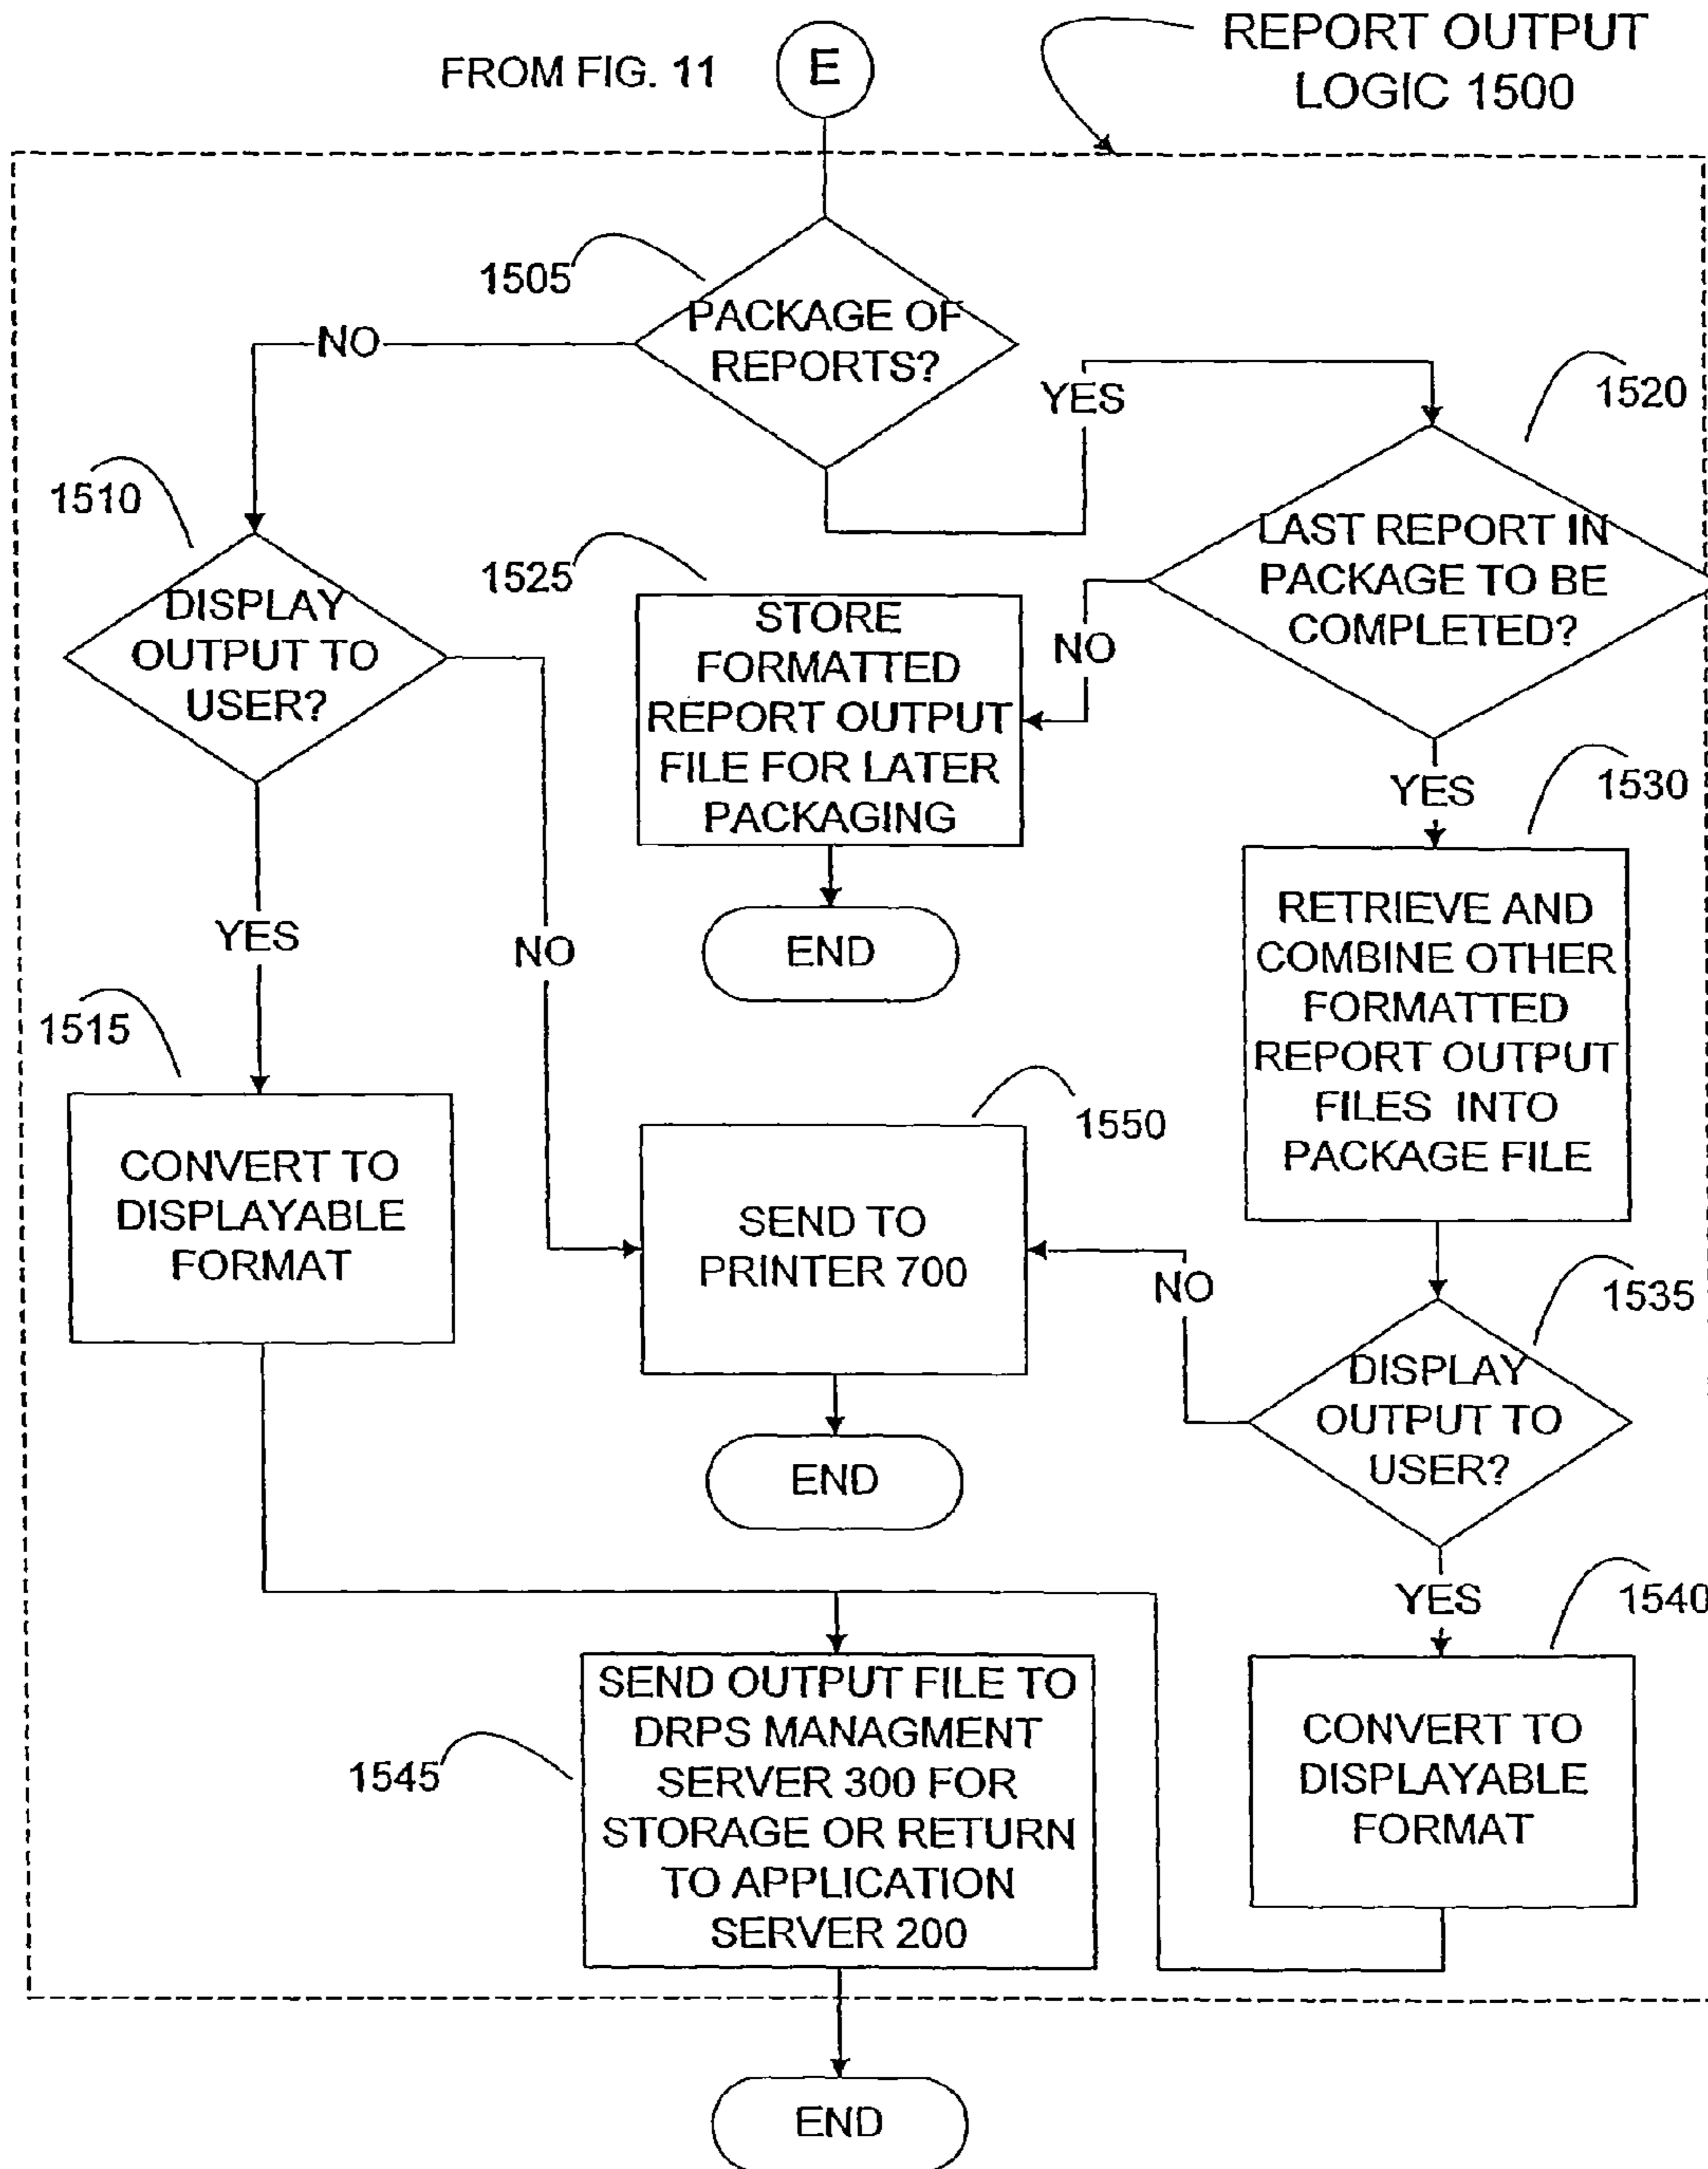 REPORT OUTPUT
LOGIC 1500
FROM FIG. 11
E
1505
PACKAGE OF
REPORTS?
NO
YES
1520
LAST REPORT IN
PACKAGE TO BE
COMPLETED?
1510
DISPLAY
OUTPUT TO
USER?
1525
STORE
FORMATTED
REPORT OUTPUT
FILE FOR LATER
PACKAGING
NO
END
YES
1530
RETRIEVE AND
COMBINE OTHER
FORMATTED
REPORT OUTPUT
FILES INTO
PACKAGE FILE
YES
NO
1515
CONVERT TO
DISPLAYABLE
FORMAT
1550
SEND TO
PRINTER 700
NO
END
1535
DISPLAY
OUTPUT TO
USER?
YES
1540
CONVERT TO
DISPLAYABLE
FORMAT
1545
SEND OUTPUT FILE TO
DRPS MANAGMENT
SERVER 300 FOR
STORAGE OR RETURN
TO APPLICATION
SERVER 200
END